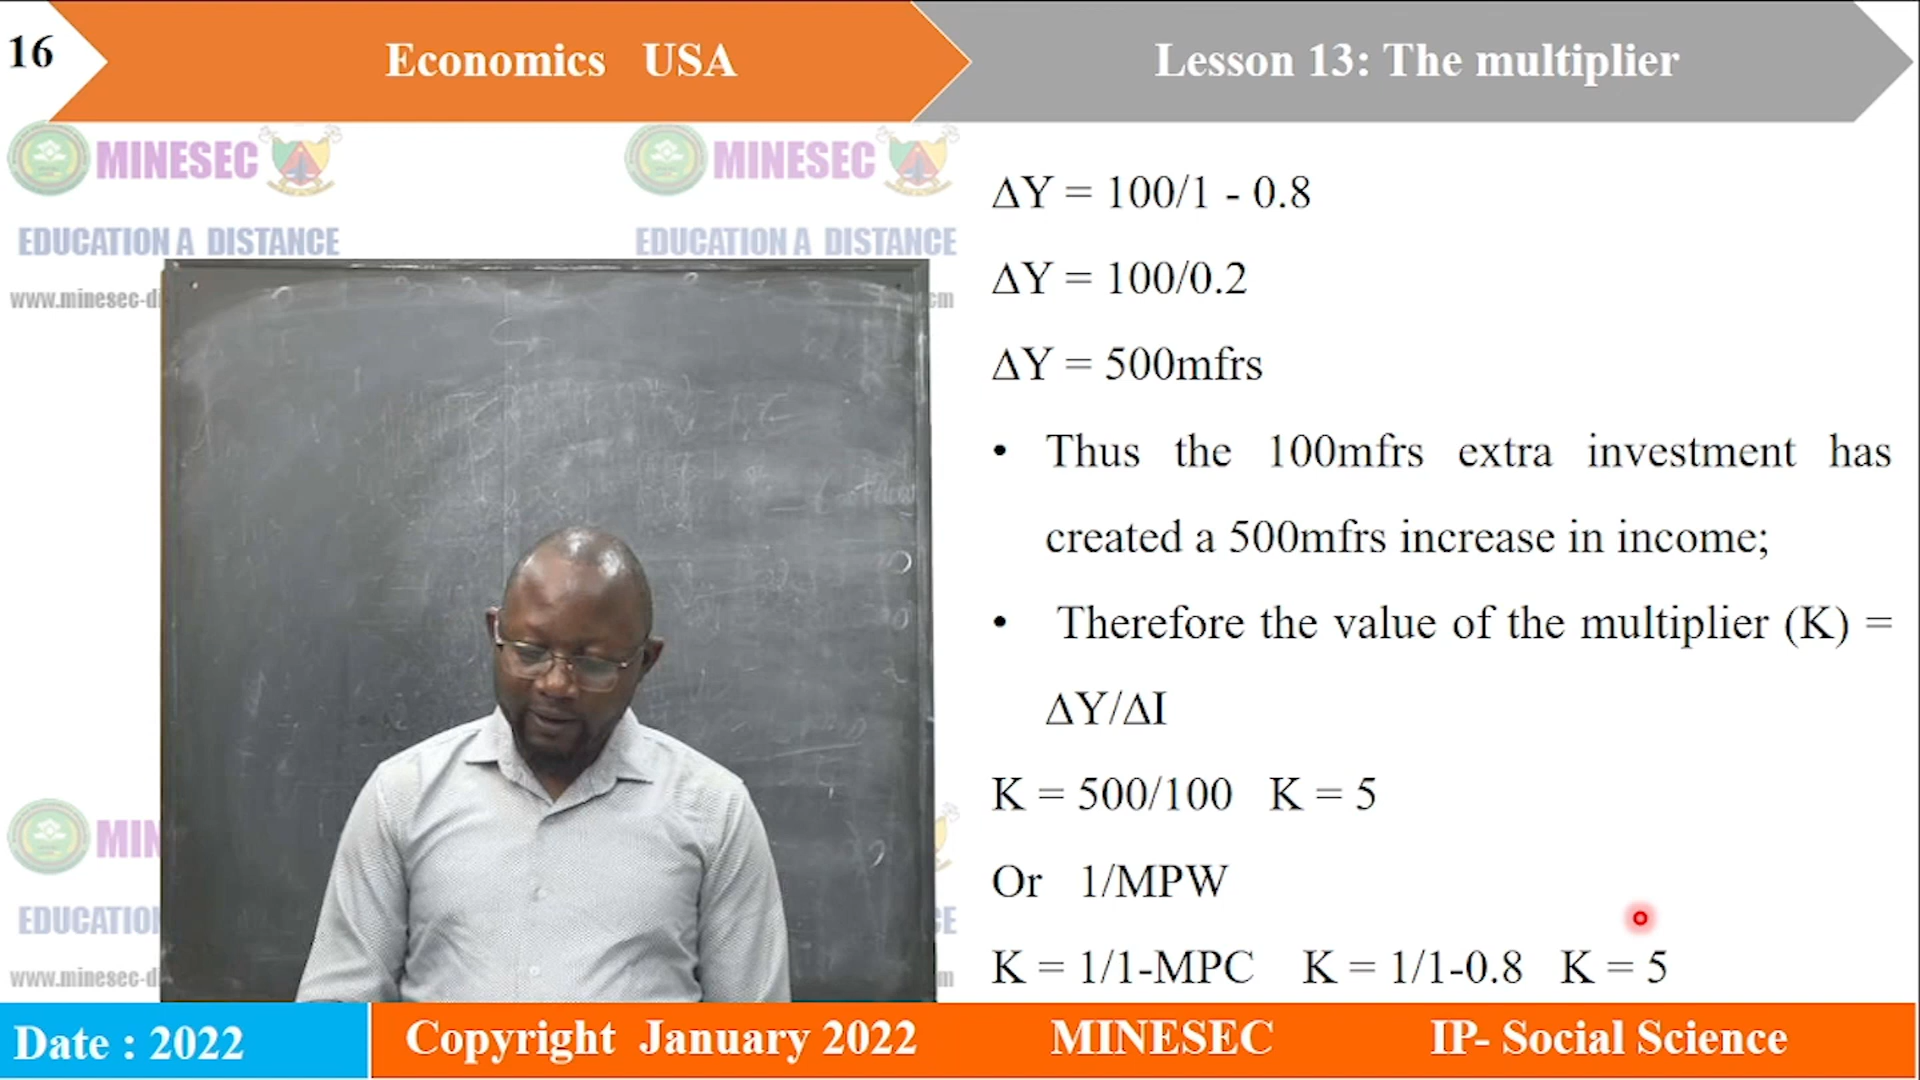 16
Economics USA
Lesson 13: The multiplier
MINESEC
MINESEC
EDUCATION A DISTANCE
EDUCATION A DISTANCE
ΔY = 100/1 - 0.8
ΔY = 100/0.2
ΔY = 500mfrs
• Thus the 100mfrs extra investment has
created a 500mfrs increase in income;
• Therefore the value of the multiplier (K) =
ΔY/ΔI
K = 500/100 K = 5
Or 1/MPW
K = 1/1-MPC K = 1/1-0.8 K = 5
Date : 2022
Copyright January 2022 MINESEC IP- Social Science